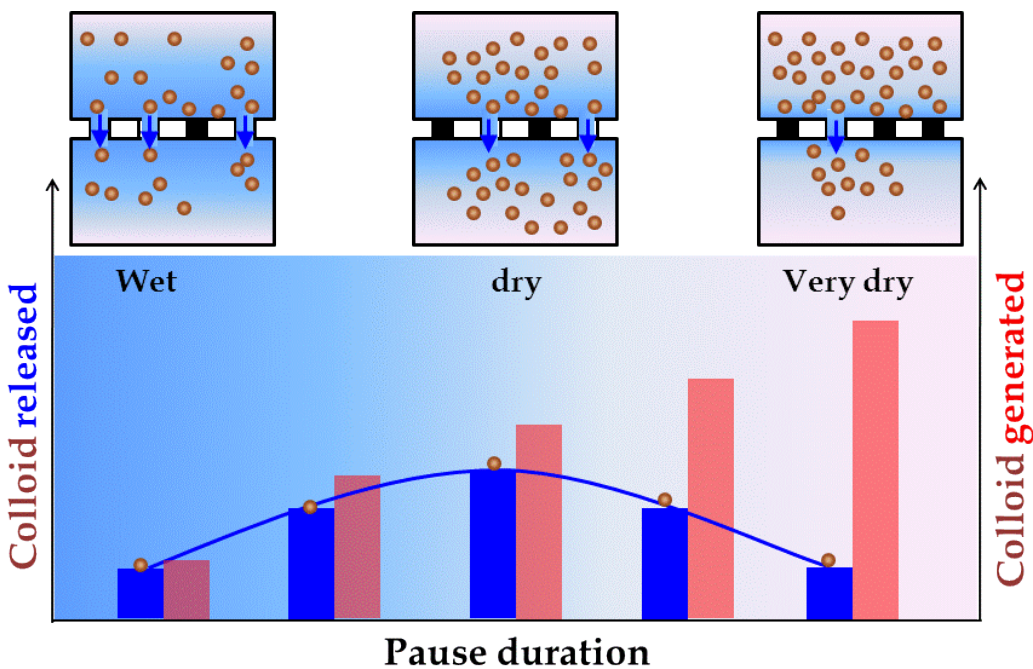 Wet
dry
Very dry
Colloid released
Colloid generated
Pause duration